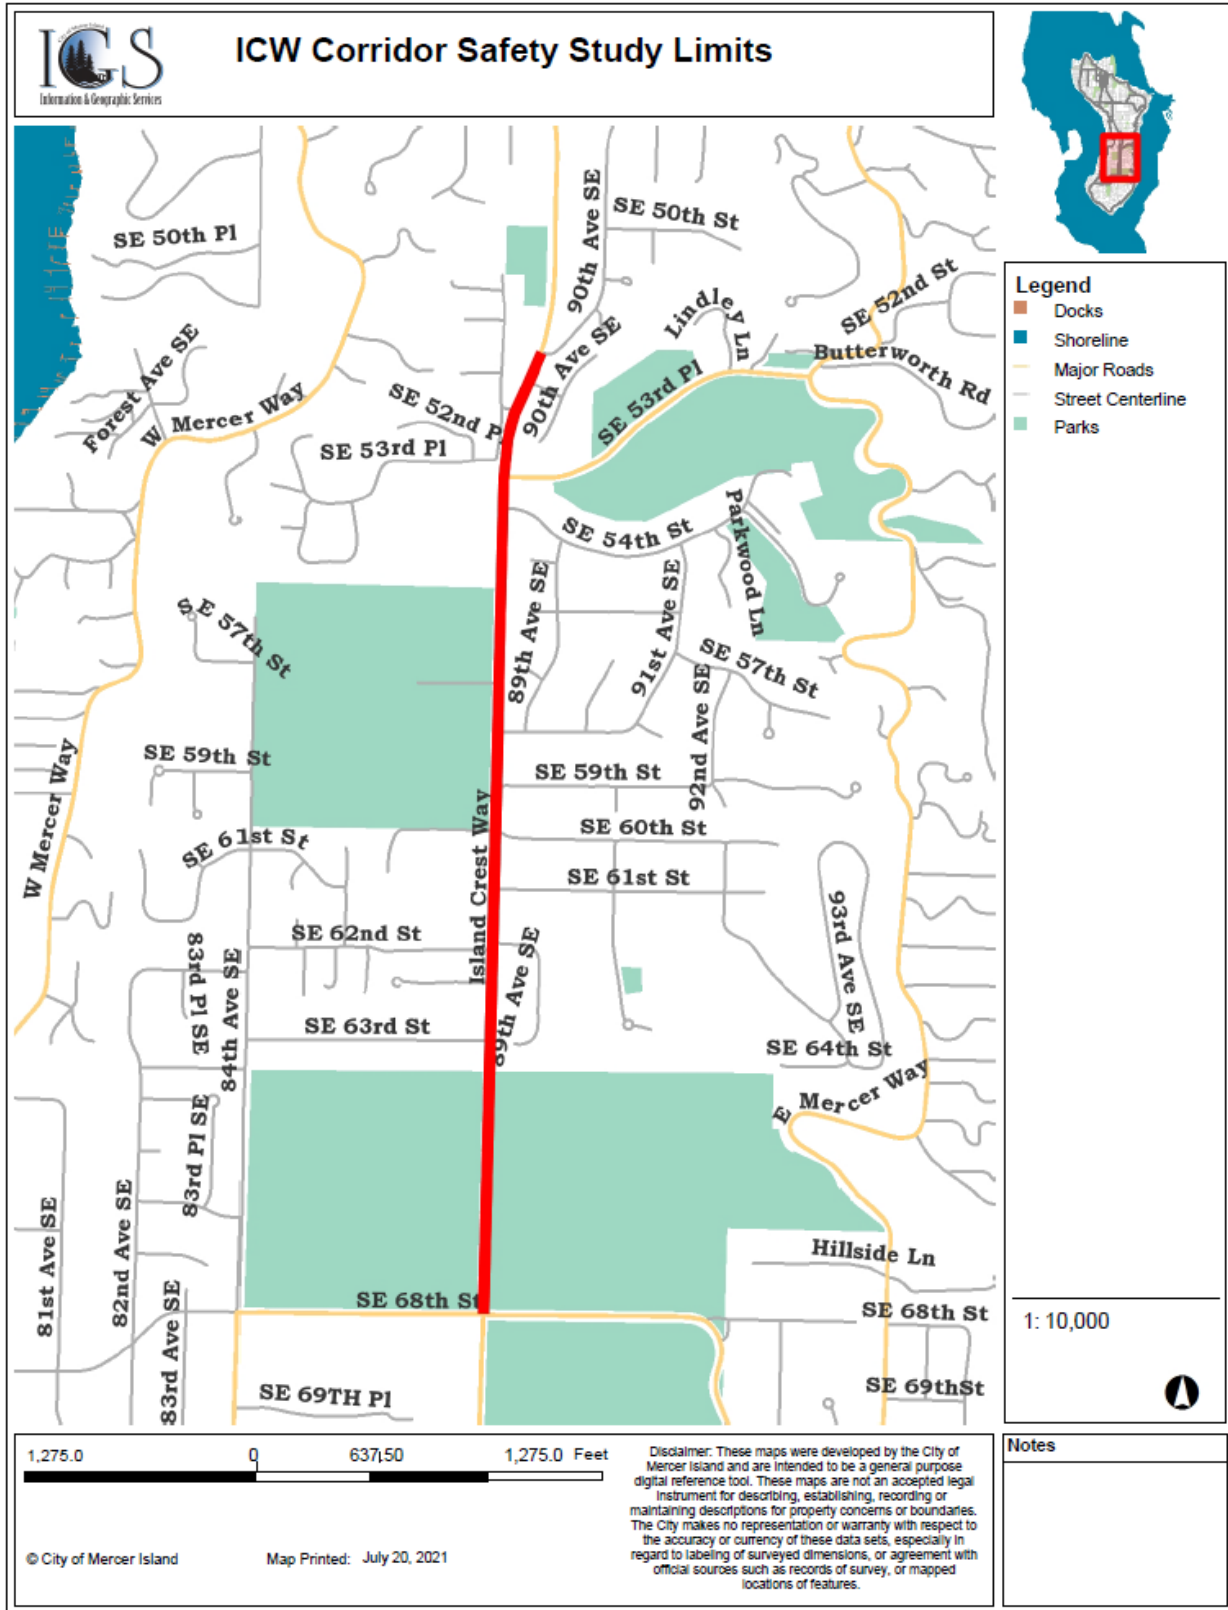 City of Mercer Island
IGS
Information & Geographic Services
ICW Corridor Safety Study Limits
SE 50th Pl
90th Ave SE
SE 50th St
SE 52nd St
Lindley Ln
Butterworth Rd
Forest Ave SE
W Mercer Way
SE 52nd P
90th Ave SE
SE 53rd Pl
SE 53rd Pl
SE 54th St
Parkwood Ln
S E 57th St
89th Ave SE
91st Ave SE
SE 57th St
92nd Ave SE
W Mercer Way
SE 59th St
SE 59th St
Island Crest Way
SE 60th St
SE 61st St
SE 61st St
93rd Ave SE
SE 62nd St
83rd Pl SE
84th Ave SE
89th Ave SE
SE 63rd St
SE 64th St
E Mercer Way
83rd Pl SE
81st Ave SE
82nd Ave SE
83rd Ave SE
Hillside Ln
SE 68th St
SE 68th St
SE 69TH Pl
SE 69thSt
Legend
Docks
Shoreline
Major Roads
Street Centerline
Parks
1: 10,000
1,275.0 0 637.50 1,275.0 Feet
© City of Mercer Island
Map Printed: July 20, 2021
Disclaimer: These maps were developed by the City of
Mercer Island and are intended to be a general purpose
digital reference tool. These maps are not an accepted legal
instrument for describing, establishing, recording or
maintaining descriptions for property concerns or boundaries.
The City makes no representation or warranty with respect to
the accuracy or currency of these data sets, especially in
regard to labeling of surveyed dimensions, or agreement with
official sources such as records of survey, or mapped
locations of features.
Notes